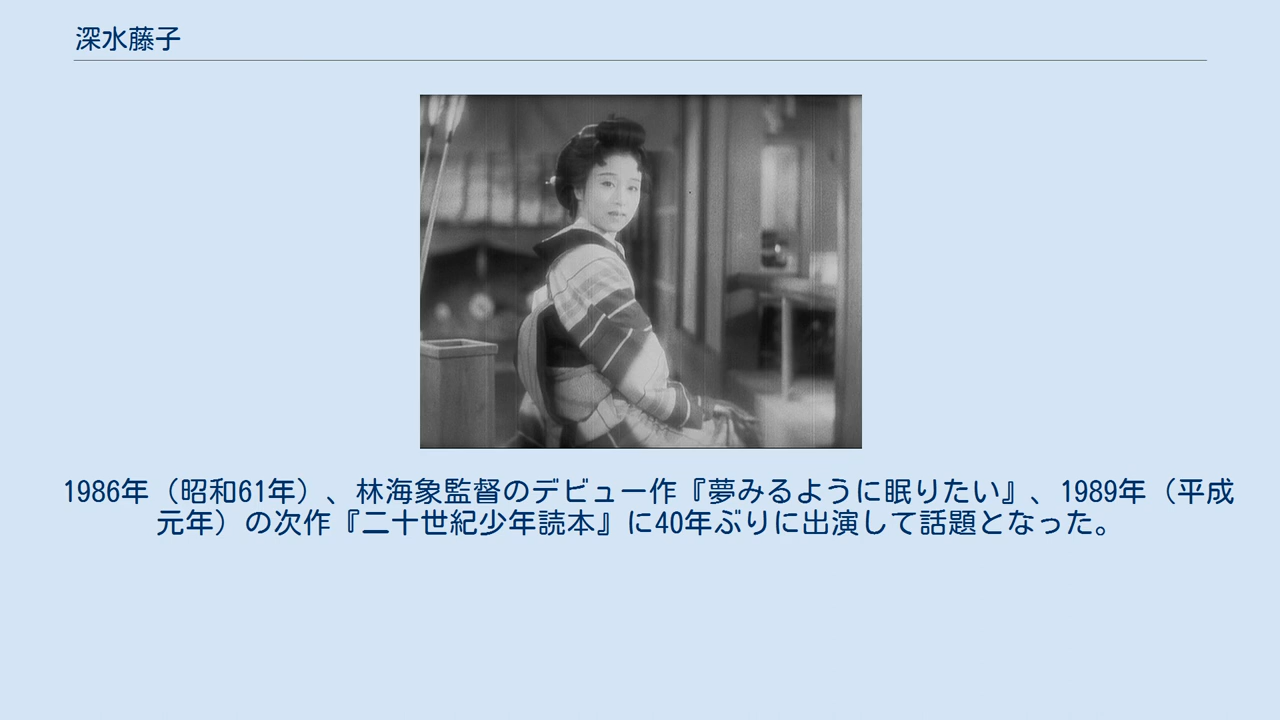 深水藤子
1986年（昭和61年）、林海象監督のデビュー作『夢みるように眠りたい』、1989年（平成
元年）の次作『二十世紀少年読本』に40年ぶりに出演して話題となった。